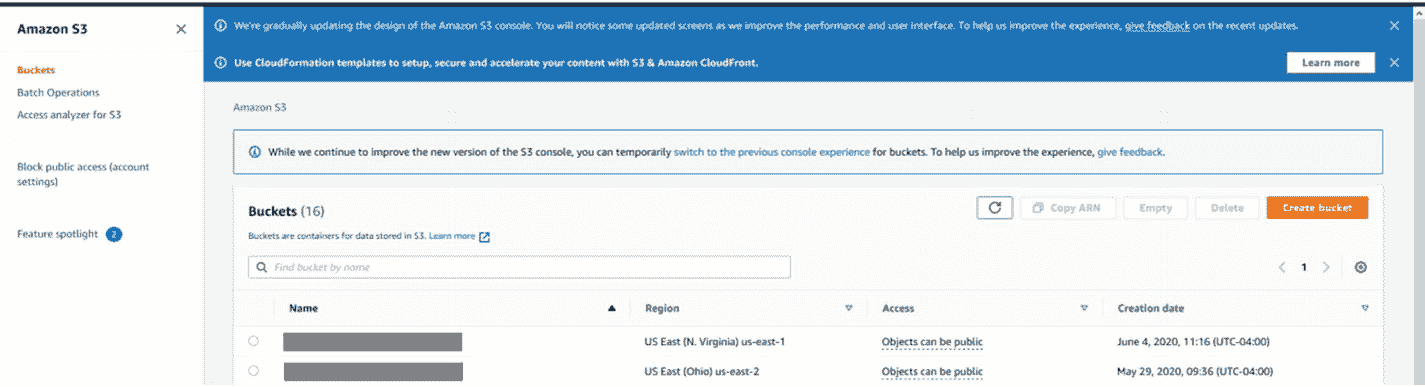 Amazon S3
Buckets
Batch Operations
Access analyzer for S3
Block public access (account
settings)
Feature spotlight 2
We're gradually updating the design of the Amazon S3 console. You will notice some updated screens as we improve the performance and user interface. To help us improve the experience, give feedback on the recent updates.
Use CloudFormation templates to setup, secure and accelerate your content with S3 & Amazon CloudFront. Learn more
Amazon S3
While we continue to improve the new version of the S3 console, you can temporarily switch to the previous console experience for buckets. To help us improve the experience, give feedback.
Buckets (16) Copy ARN Empty Delete Create bucket
Buckets are containers for data stored in S3. Learn more
Find bucket by name 1
Name Region Access Creation date
US East (N. Virginia) us-east-1 Objects can be public June 4, 2020, 11:16 (UTC-04:00)
US East (Ohio) us-east-2 Objects can be public May 29, 2020, 09:36 (UTC-04:00)